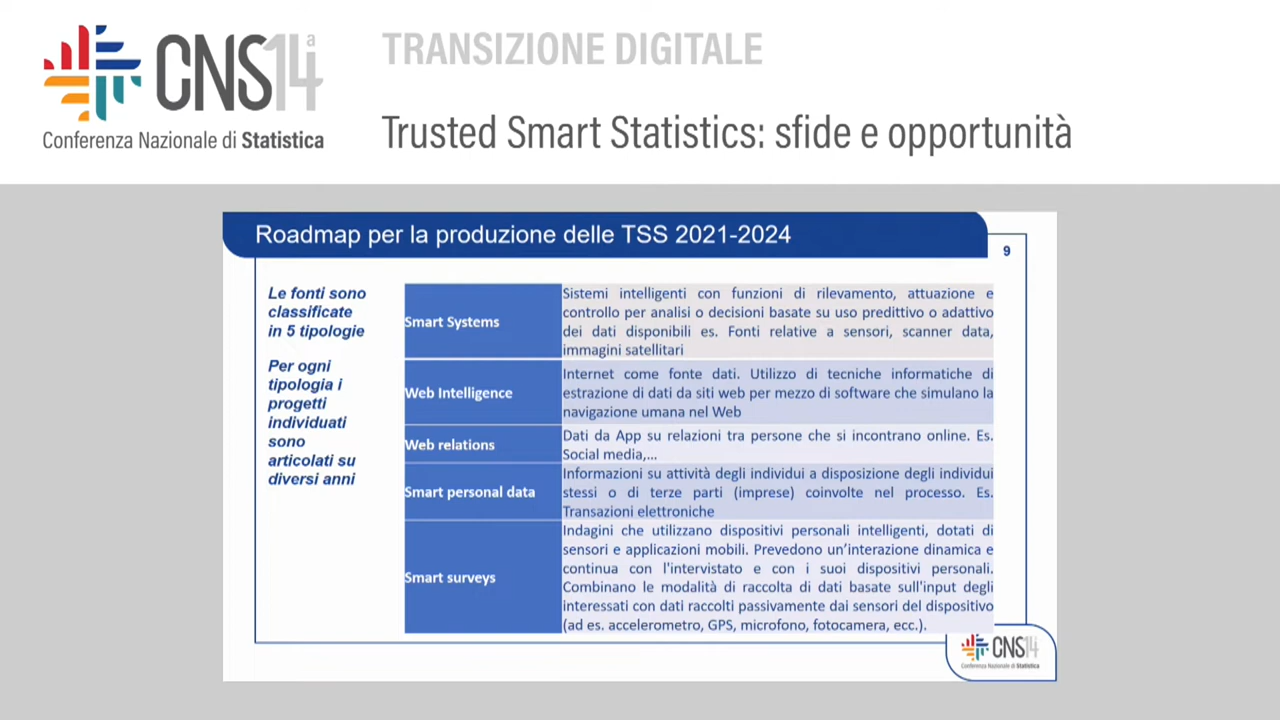 CNS14a
Conferenza Nazionale di Statistica
TRANSIZIONE DIGITALE
Trusted Smart Statistics: sfide e opportunità
Roadmap per la produzione delle TSS 2021-2024
9
Le fonti sono
classificate
in 5 tipologie
Per ogni
tipologia i
progetti
individuati
sono
articolati su
diversi anni
Smart Systems
Sistemi intelligenti con funzioni di rilevamento, attuazione e
controllo per analisi o decisioni basate su uso predittivo o adattivo
dei dati disponibili es. Fonti relative a sensori, scanner data,
immagini satellitari
Web Intelligence
Internet come fonte dati. Utilizzo di tecniche informatiche di
estrazione di dati da siti web per mezzo di software che simulano la
navigazione umana nel Web
Web relations
Dati da App su relazioni tra persone che si incontrano online. Es.
Social media,...
Smart personal data
Informazioni su attività degli individui a disposizione degli individui
stessi o di terze parti (imprese) coinvolte nel processo. Es.
Transazioni elettroniche
Smart surveys
Indagini che utilizzano dispositivi personali intelligenti, dotati di
sensori e applicazioni mobili. Prevedono un'interazione dinamica e
continua con l'intervistato e con i suoi dispositivi personali.
Combinano le modalità di raccolta di dati basate sull'input degli
interessati con dati raccolti passivamente dai sensori del dispositivo
(ad es. accelerometro, GPS, microfono, fotocamera, ecc.).
CNS14
Conferenza Nazionale di Statistica